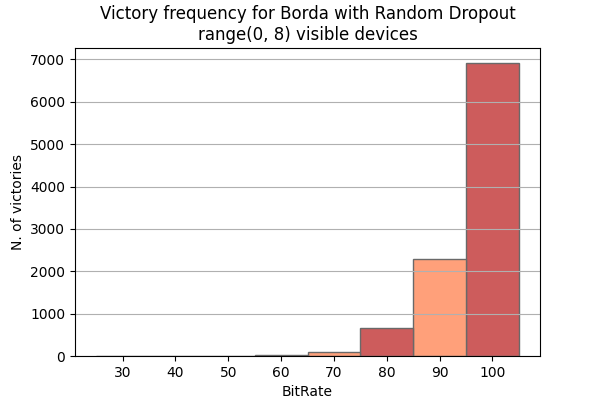 Victory frequency for Borda with Random Dropout
range(0, 8) visible devices
N. of victories
7000
6000
5000
4000
3000
2000
1000
0
30 40 50 60 70 80 90 100
BitRate